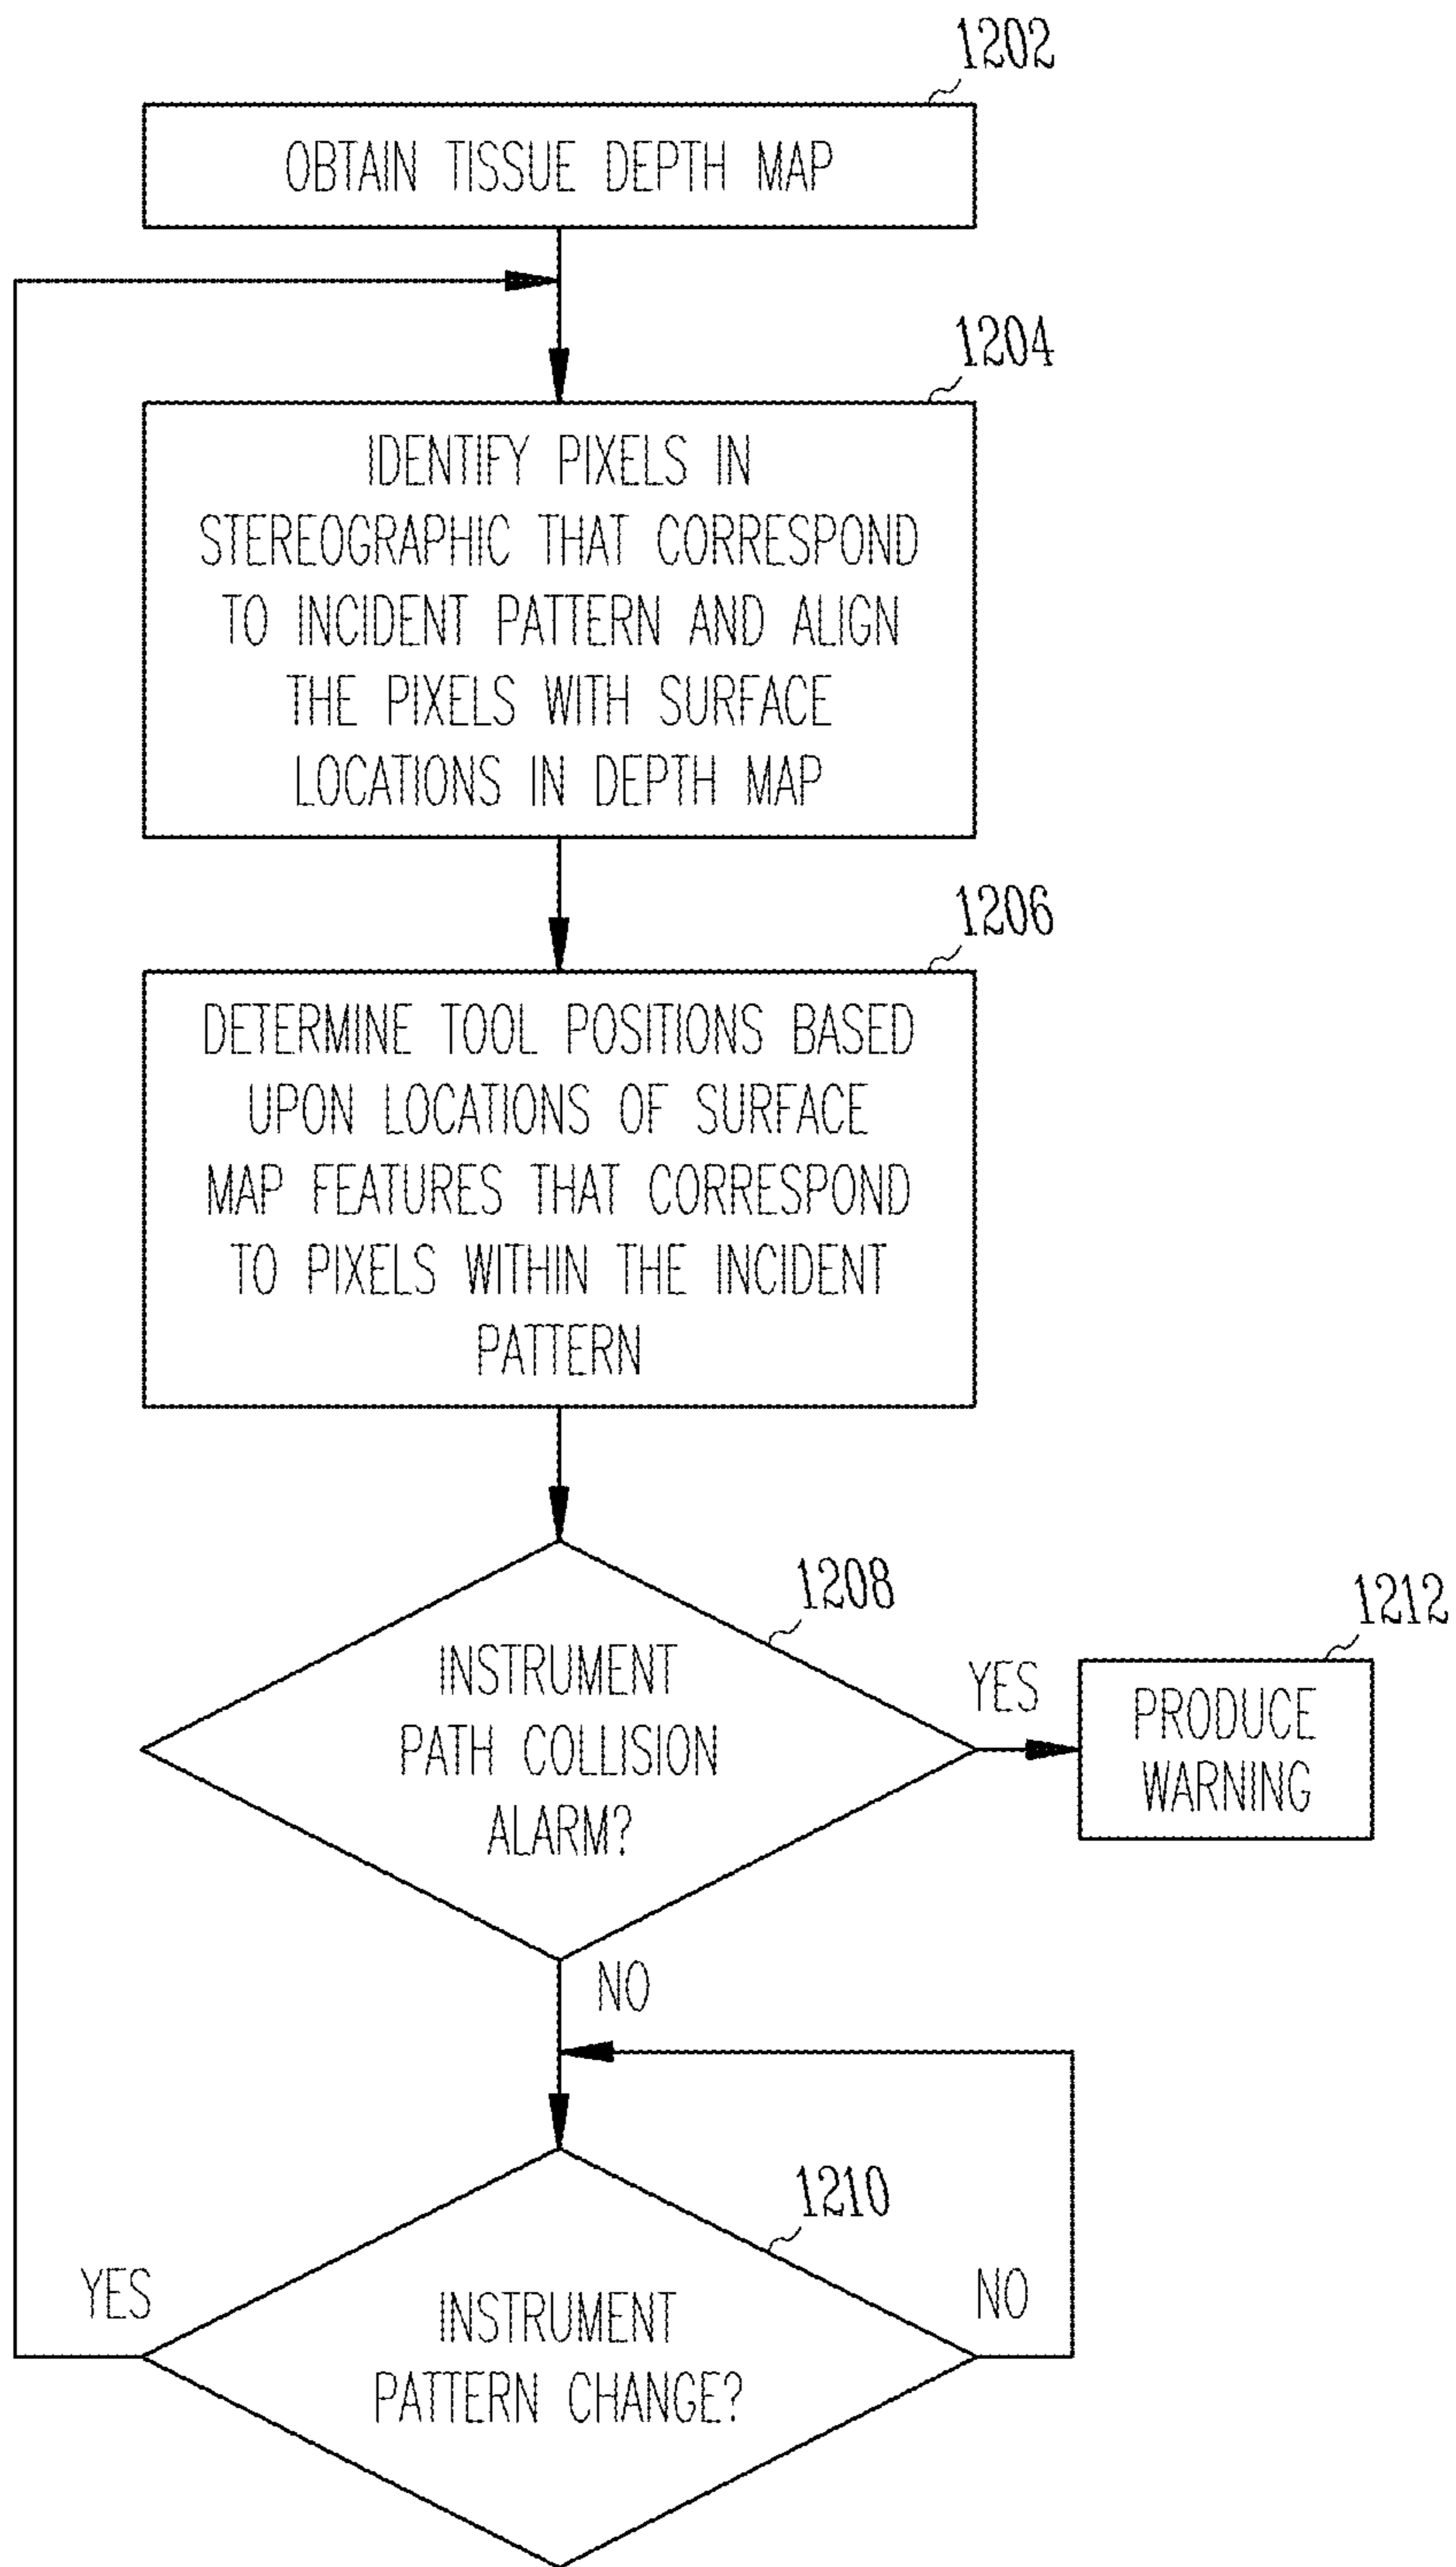 1202
OBTAIN TISSUE DEPTH MAP
1204
IDENTIFY PIXELS IN
STEREOGRAPHIC THAT CORRESPOND
TO INCIDENT PATTERN AND ALIGN
THE PIXELS WITH SURFACE
LOCATIONS IN DEPTH MAP
1206
DETERMINE TOOL POSITIONS BASED
UPON LOCATIONS OF SURFACE
MAP FEATURES THAT CORRESPOND
TO PIXELS WITHIN THE INCIDENT
PATTERN
1208
INSTRUMENT
PATH COLLISION
ALARM?
YES
1212
PRODUCE
WARNING
NO
1210
INSTRUMENT
PATTERN CHANGE?
YES
NO